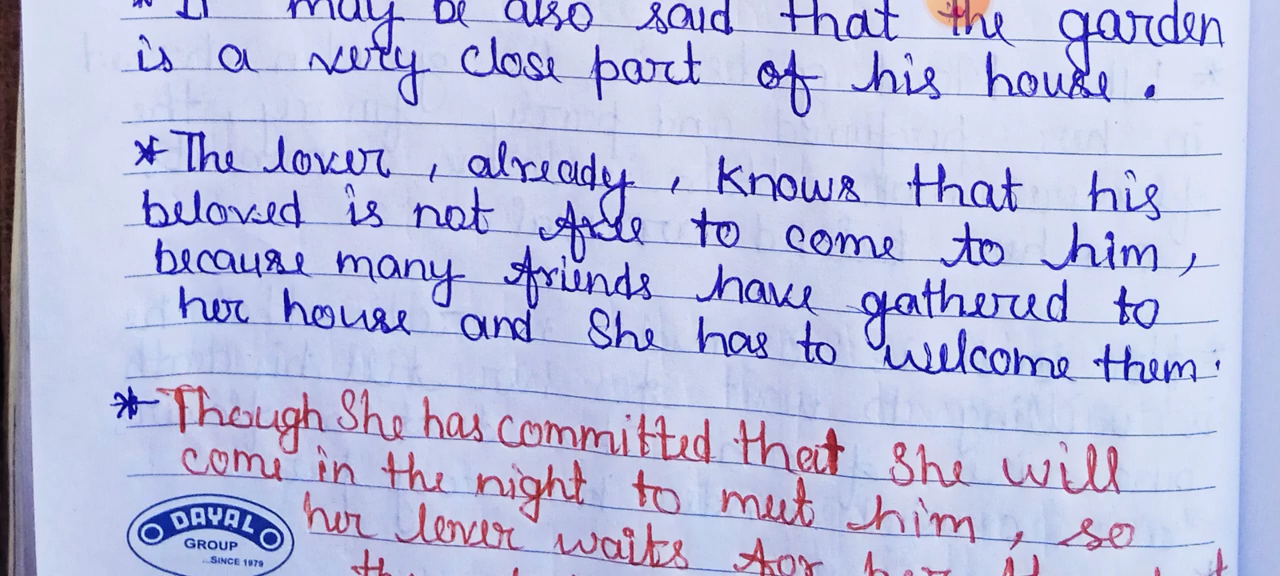 * It may be also said that the garden
is a very close part of his house.
* The lover, already, knows that his
beloved is not free to come to him,
because many friends have gathered to
her house and She has to welcome them.
* Though She has committed that She will
come in the night to meet him, so
her lover waits for her
DAYAL
GROUP
...SINCE 1979